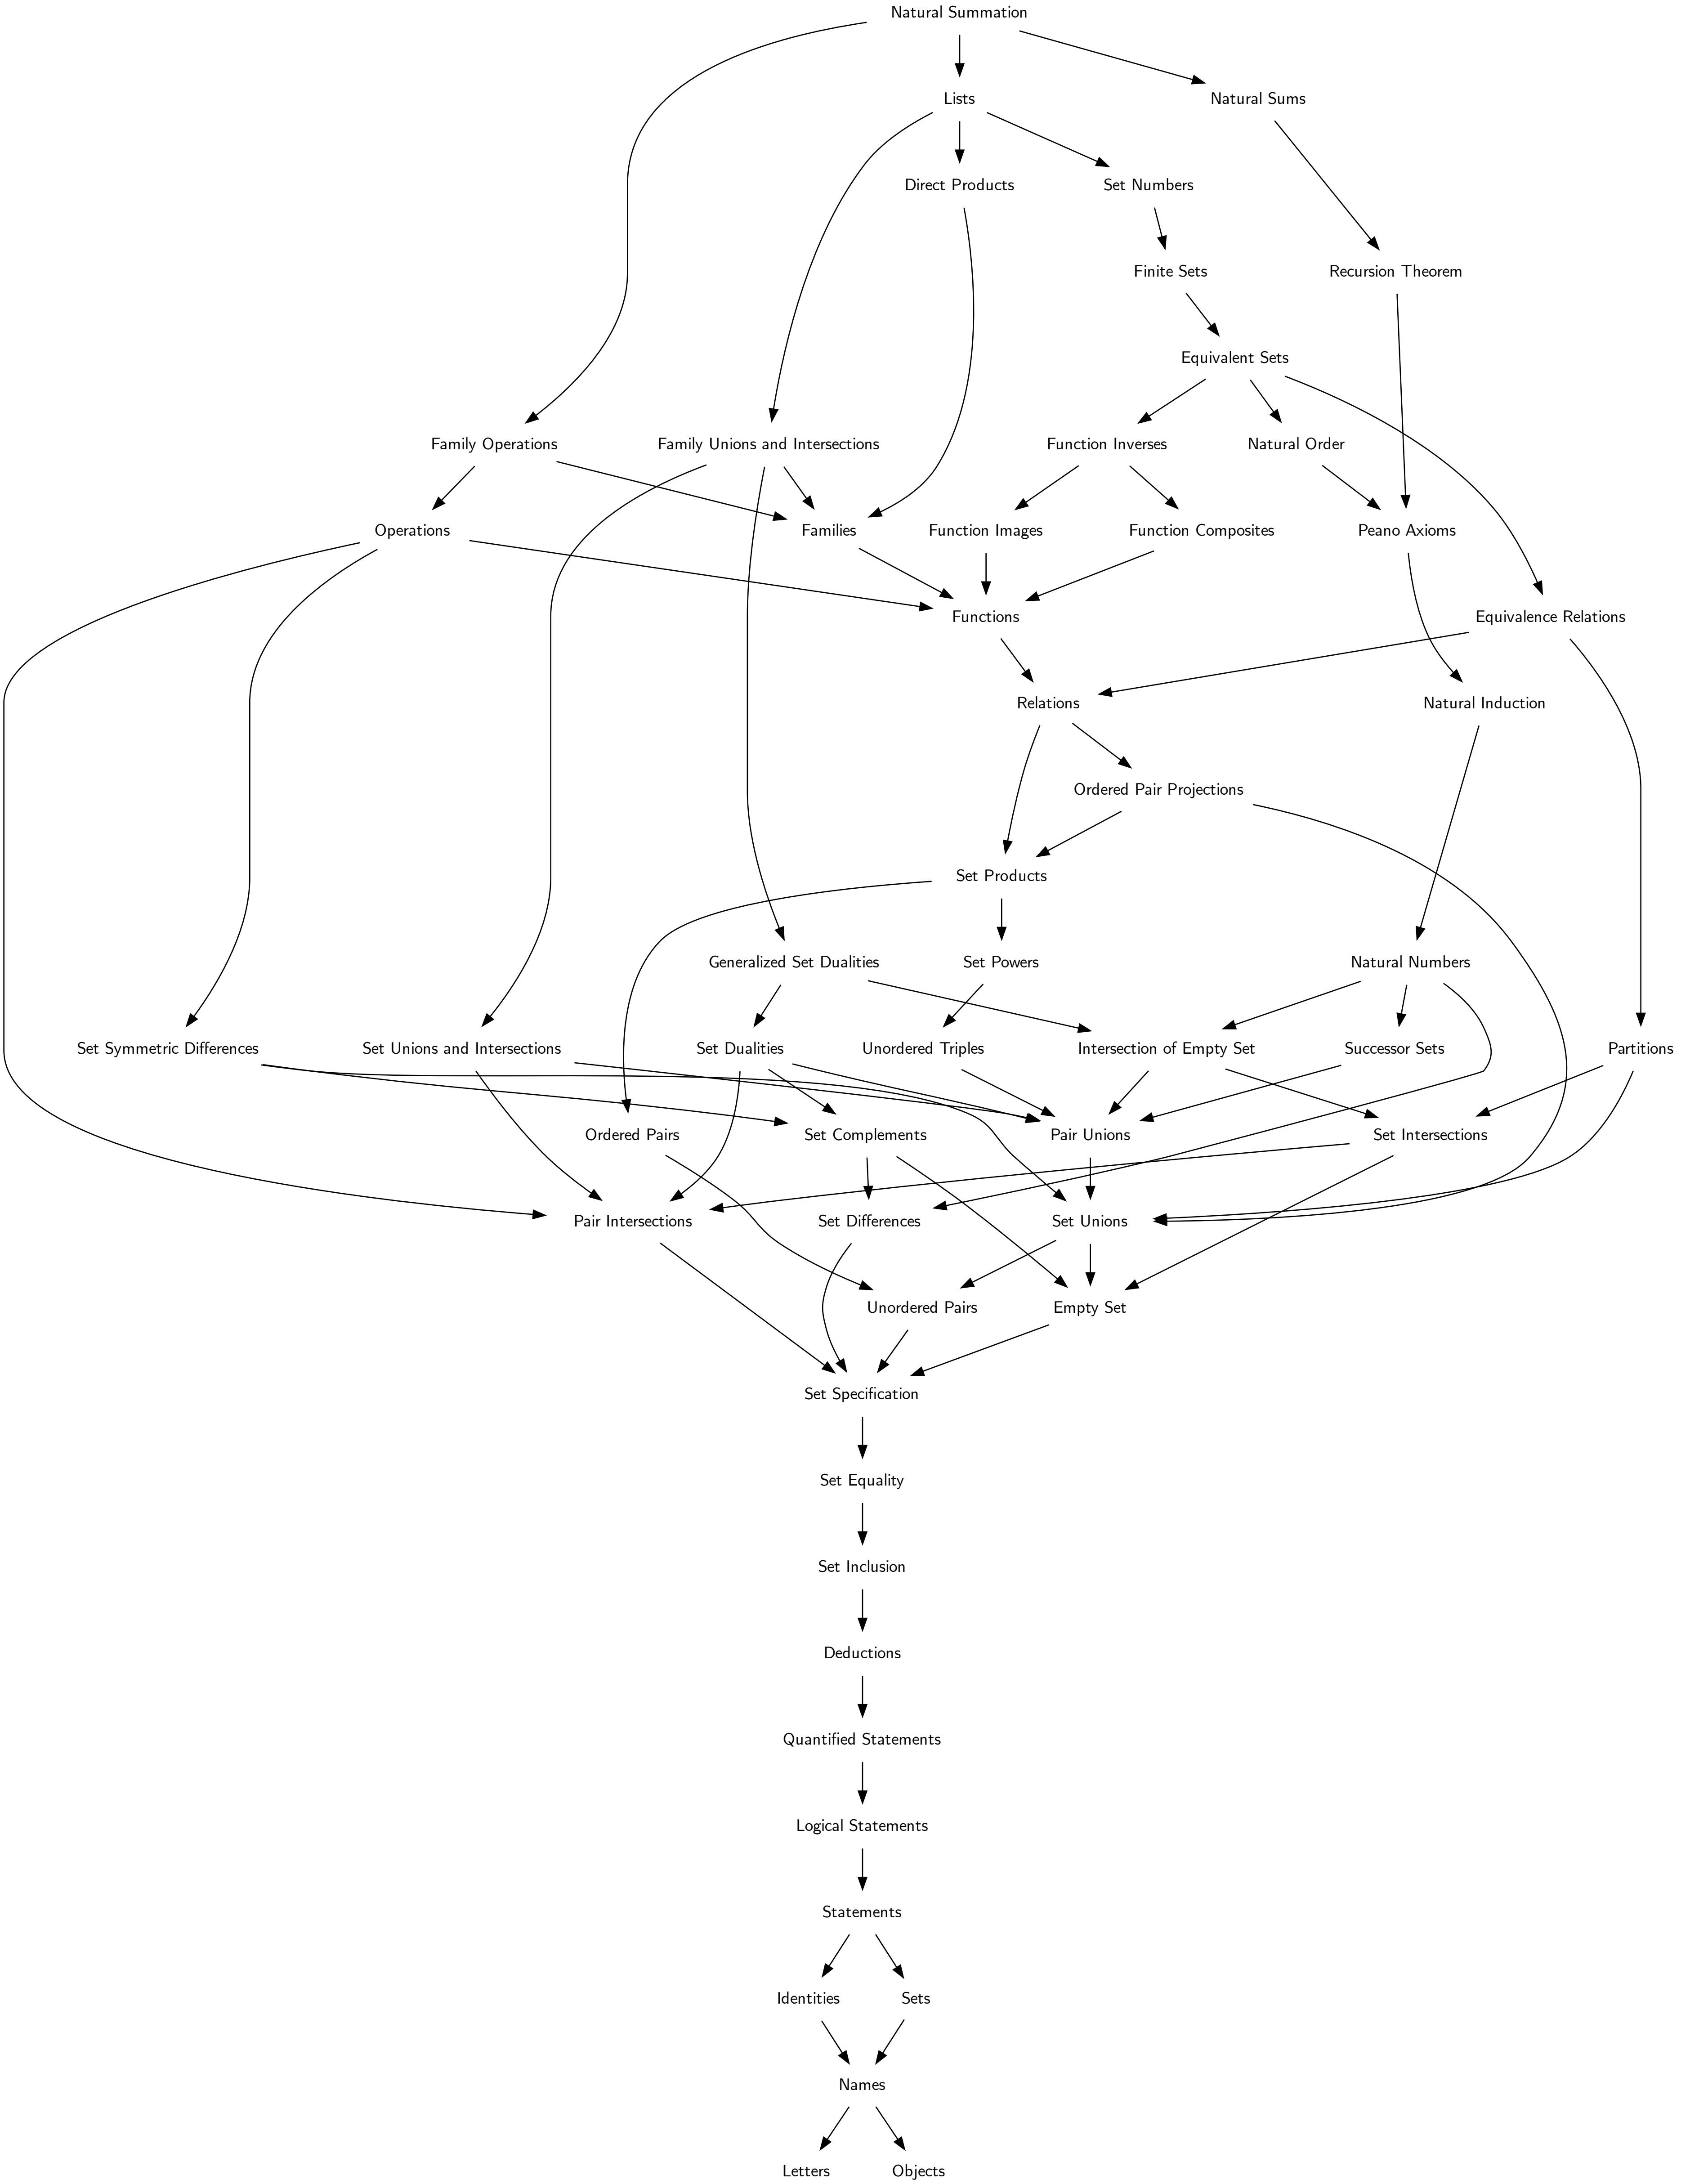 Natural Summation
Lists
Natural Sums
Direct Products
Set Numbers
Finite Sets
Recursion Theorem
Equivalent Sets
Family Operations
Family Unions and Intersections
Function Inverses
Natural Order
Operations
Families
Function Images
Function Composites
Peano Axioms
Functions
Equivalence Relations
Relations
Natural Induction
Ordered Pair Projections
Set Products
Generalized Set Dualities
Set Powers
Natural Numbers
Set Symmetric Differences
Set Unions and Intersections
Set Dualities
Unordered Triples
Intersection of Empty Set
Successor Sets
Partitions
Ordered Pairs
Set Complements
Pair Unions
Set Intersections
Pair Intersections
Set Differences
Set Unions
Unordered Pairs
Empty Set
Set Specification
Set Equality
Set Inclusion
Deductions
Quantified Statements
Logical Statements
Statements
Identities
Sets
Names
Letters
Objects